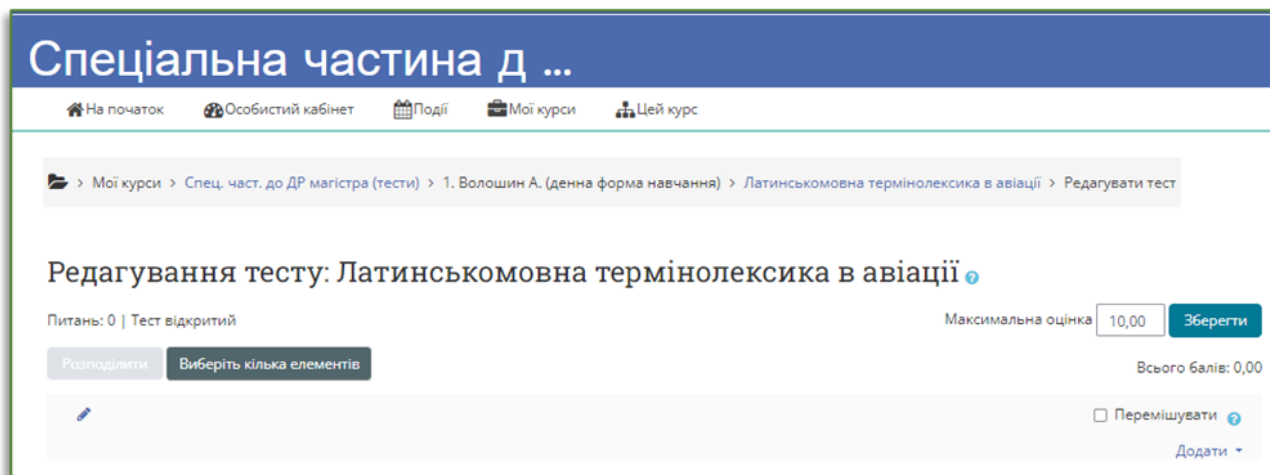 Спеціальна частина д ...
На початок Особистий кабінет Події Мої курси Цей курс
> Мої курси > Спец. част. до ДР магістра (тести) > 1. Волошин А. (денна форма навчання) > Латинськомовна термінолексика в авіації > Редагувати тест
Редагування тесту: Латинськомовна термінолексика в авіації
Питань: 0 | Тест відкритий Максимальна оцінка 10,00 Зберегти
Розподілити Виберіть кілька елементів Всього балів: 0,00
Перемішувати
Додати